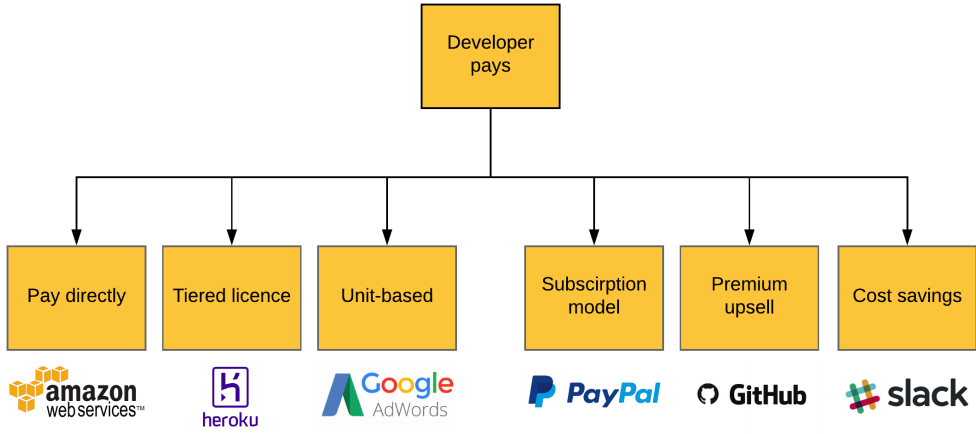 Developer
pays
Pay directly
Tiered licence
Unit-based
Subscirption
model
Premium
upsell
Cost savings
amazon
web services™
heroku
Google
AdWords
PayPal
GitHub
slack